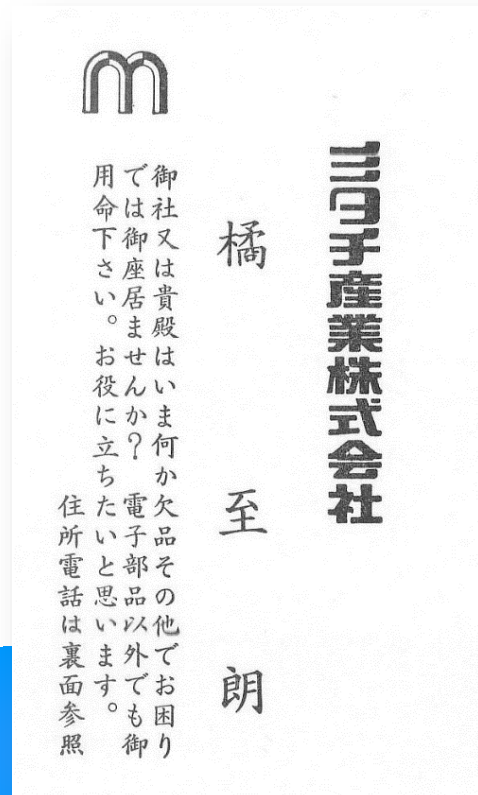 ミタチ産業株式会社
橘 至 朗
御社又は貴殿はいま何か欠品その他でお困り
では御座居ませんか？ 電子部品以外でも御
用命下さい。お役に立ちたいと思います。
住所電話は裏面参照
m